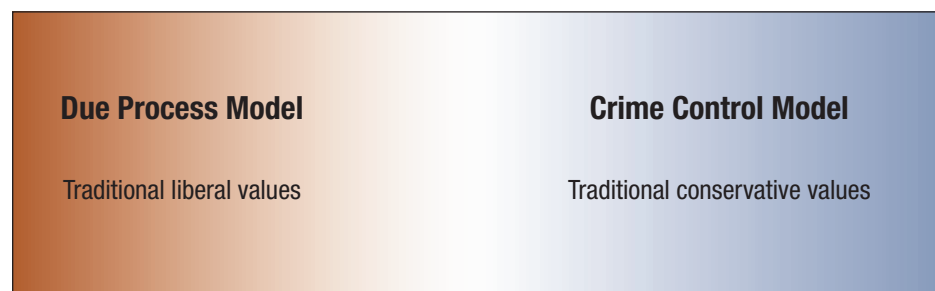 Due Process Model
Crime Control Model
Traditional liberal values
Traditional conservative values